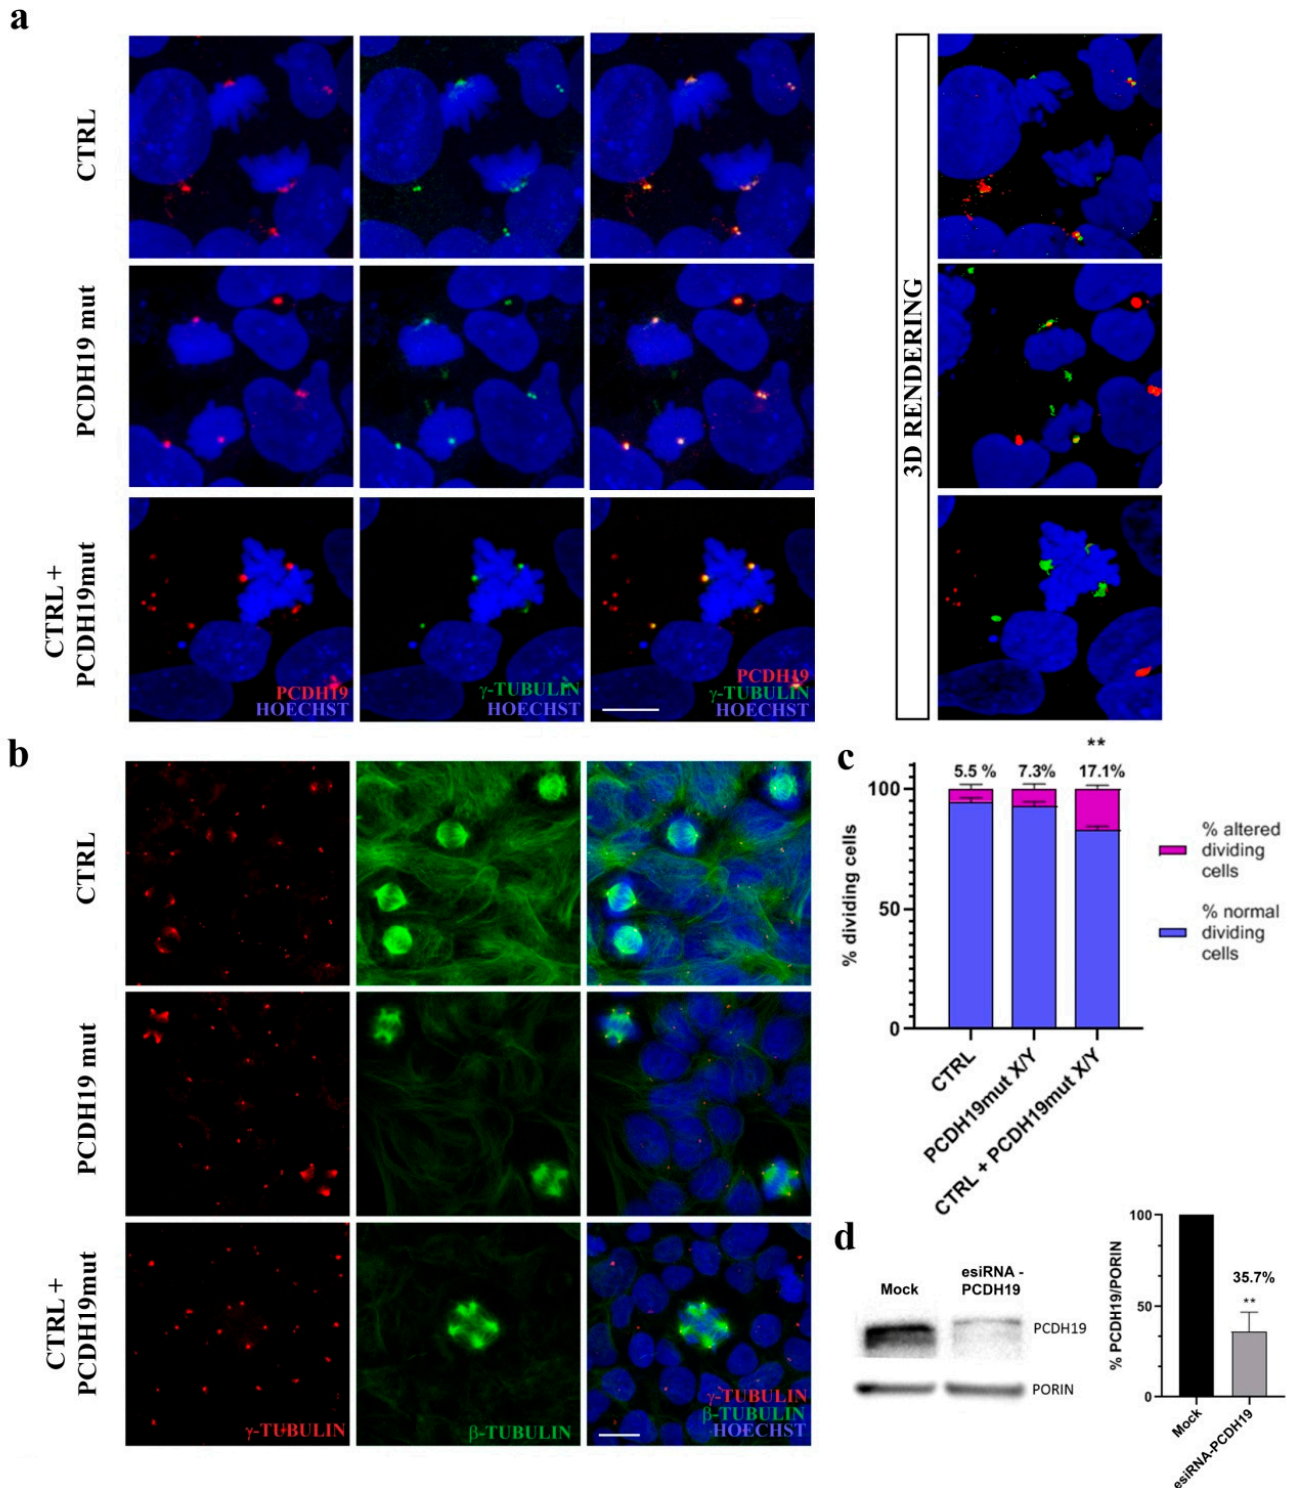 a
CTRL
PCDH19 mut
CTRL +
PCDH19mut
PCDH19
HOECHST
γ-TUBULIN
HOECHST
PCDH19
γ-TUBULIN
HOECHST
3D RENDERING
b
CTRL
PCDH19 mut
CTRL +
PCDH19mut
γ-TUBULIN
β-TUBULIN
γ-TUBULIN
β-TUBULIN
HOECHST
c
**
5.5 %
7.3%
17.1%
100
50
0
% dividing cells
CTRL
PCDH19mut X/Y
CTRL + PCDH19mut X/Y
% altered
dividing
cells
% normal
dividing
cells
d
Mock
esiRNA -
PCDH19
PCDH19
PORIN
100
50
0
% PCDH19/PORIN
35.7%
**
Mock
esiRNA-PCDH19